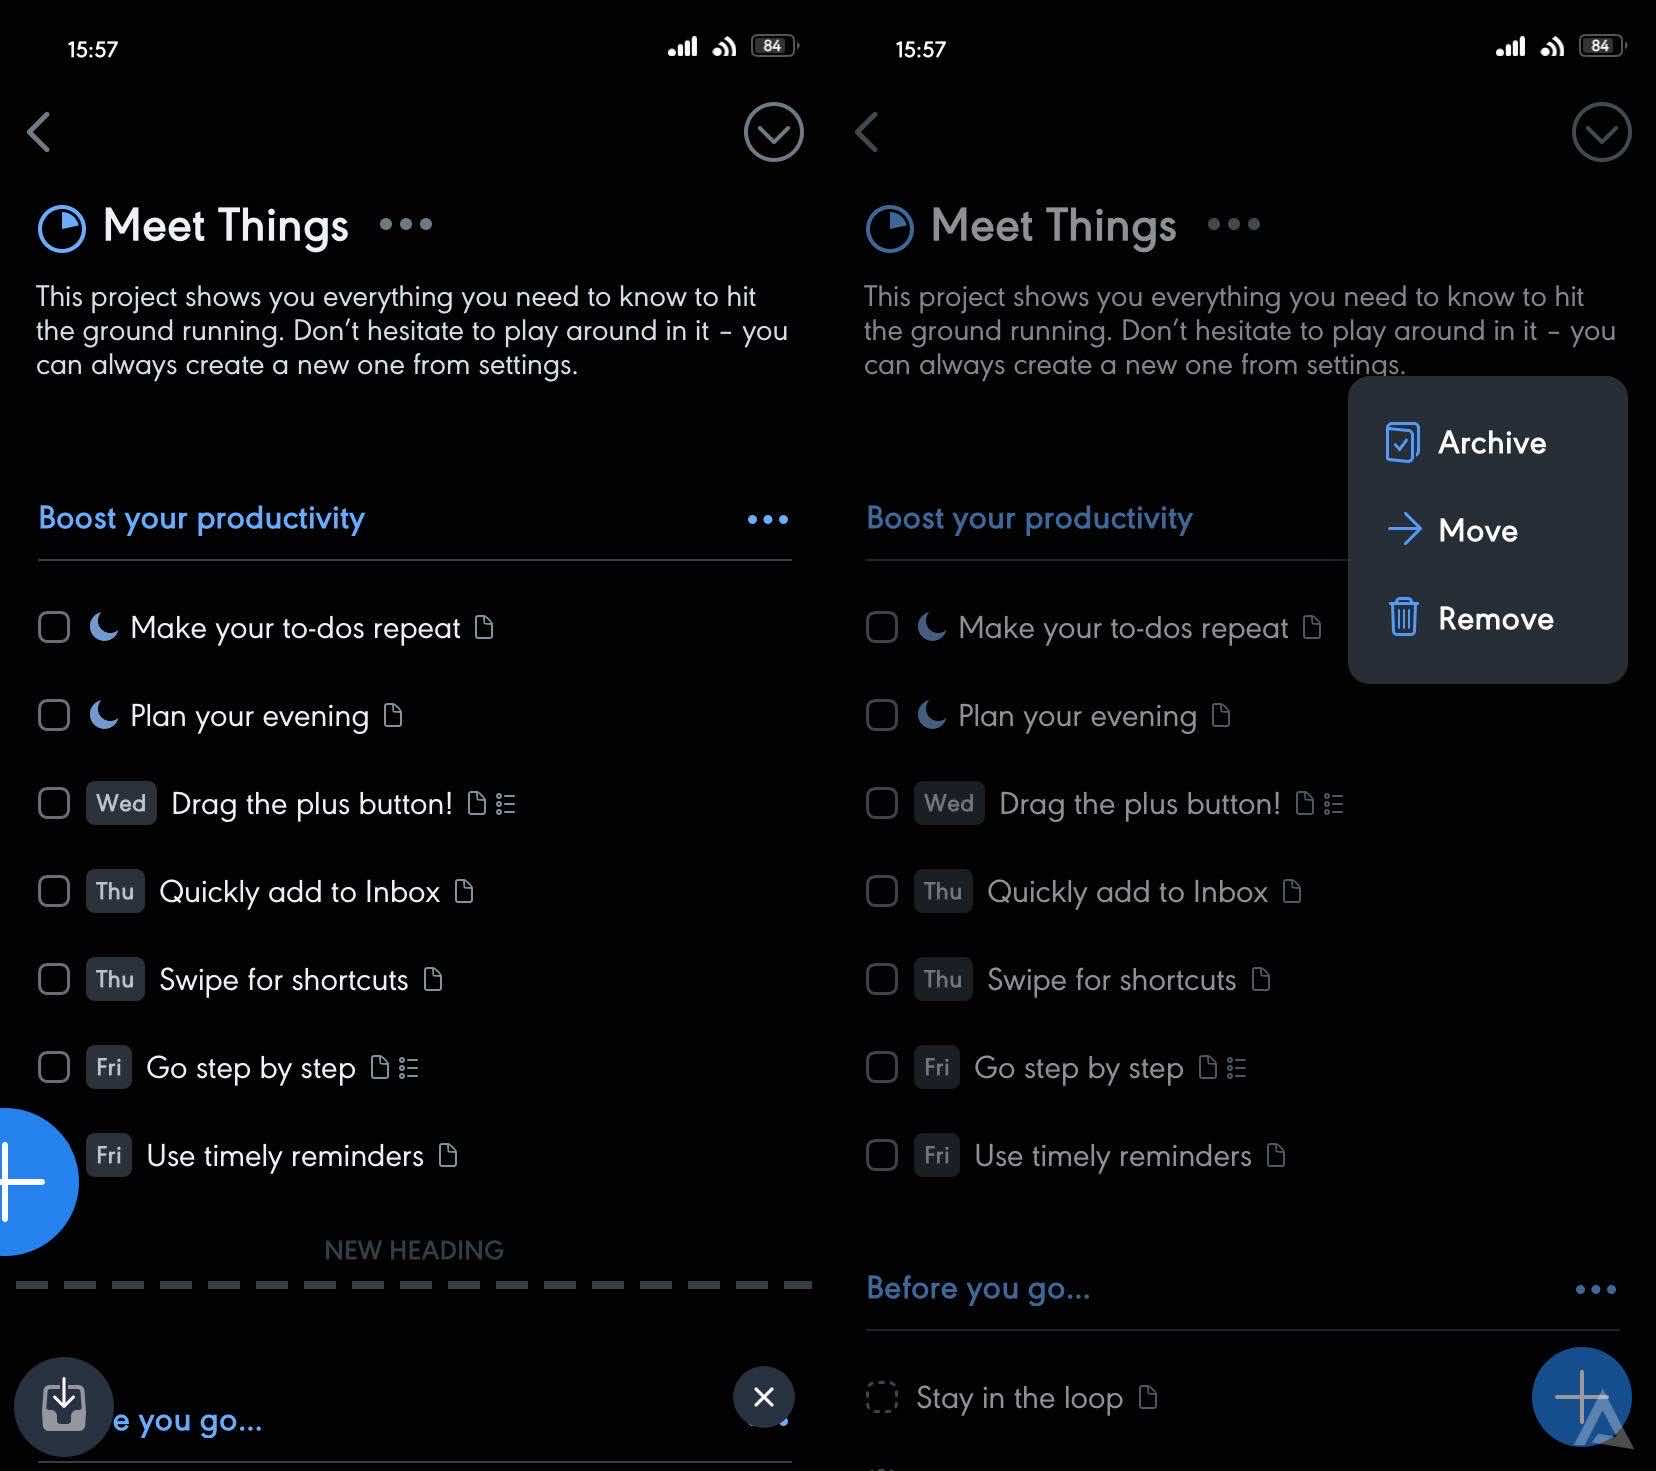 15:57
84
Meet Things
This project shows you everything you need to know to hit
the ground running. Don't hesitate to play around in it – you
can always create a new one from settings.
Boost your productivity
Make your to-dos repeat
Plan your evening
Wed Drag the plus button!
Thu Quickly add to Inbox
Thu Swipe for shortcuts
Fri Go step by step
Fri Use timely reminders
NEW HEADING
e you go...
15:57
84
Meet Things
This project shows you everything you need to know to hit
the ground running. Don't hesitate to play around in it – you
can always create a new one from settings.
Archive
Move
Remove
Boost your productivity
Make your to-dos repeat
Plan your evening
Wed Drag the plus button!
Thu Quickly add to Inbox
Thu Swipe for shortcuts
Fri Go step by step
Fri Use timely reminders
Before you go...
Stay in the loop